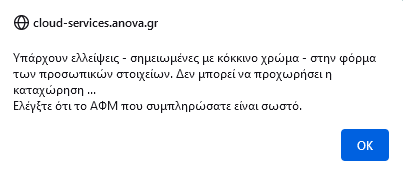 cloud-services.anova.gr
Υπάρχουν ελλείψεις - σημειωμένες με κόκκινο χρώμα - στην φόρμα
των προσωπικών στοιχείων. Δεν μπορεί να προχωρήσει η
καταχώρηση ...
Ελέγξτε ότι το ΑΦΜ που συμπληρώσατε είναι σωστό.
OK